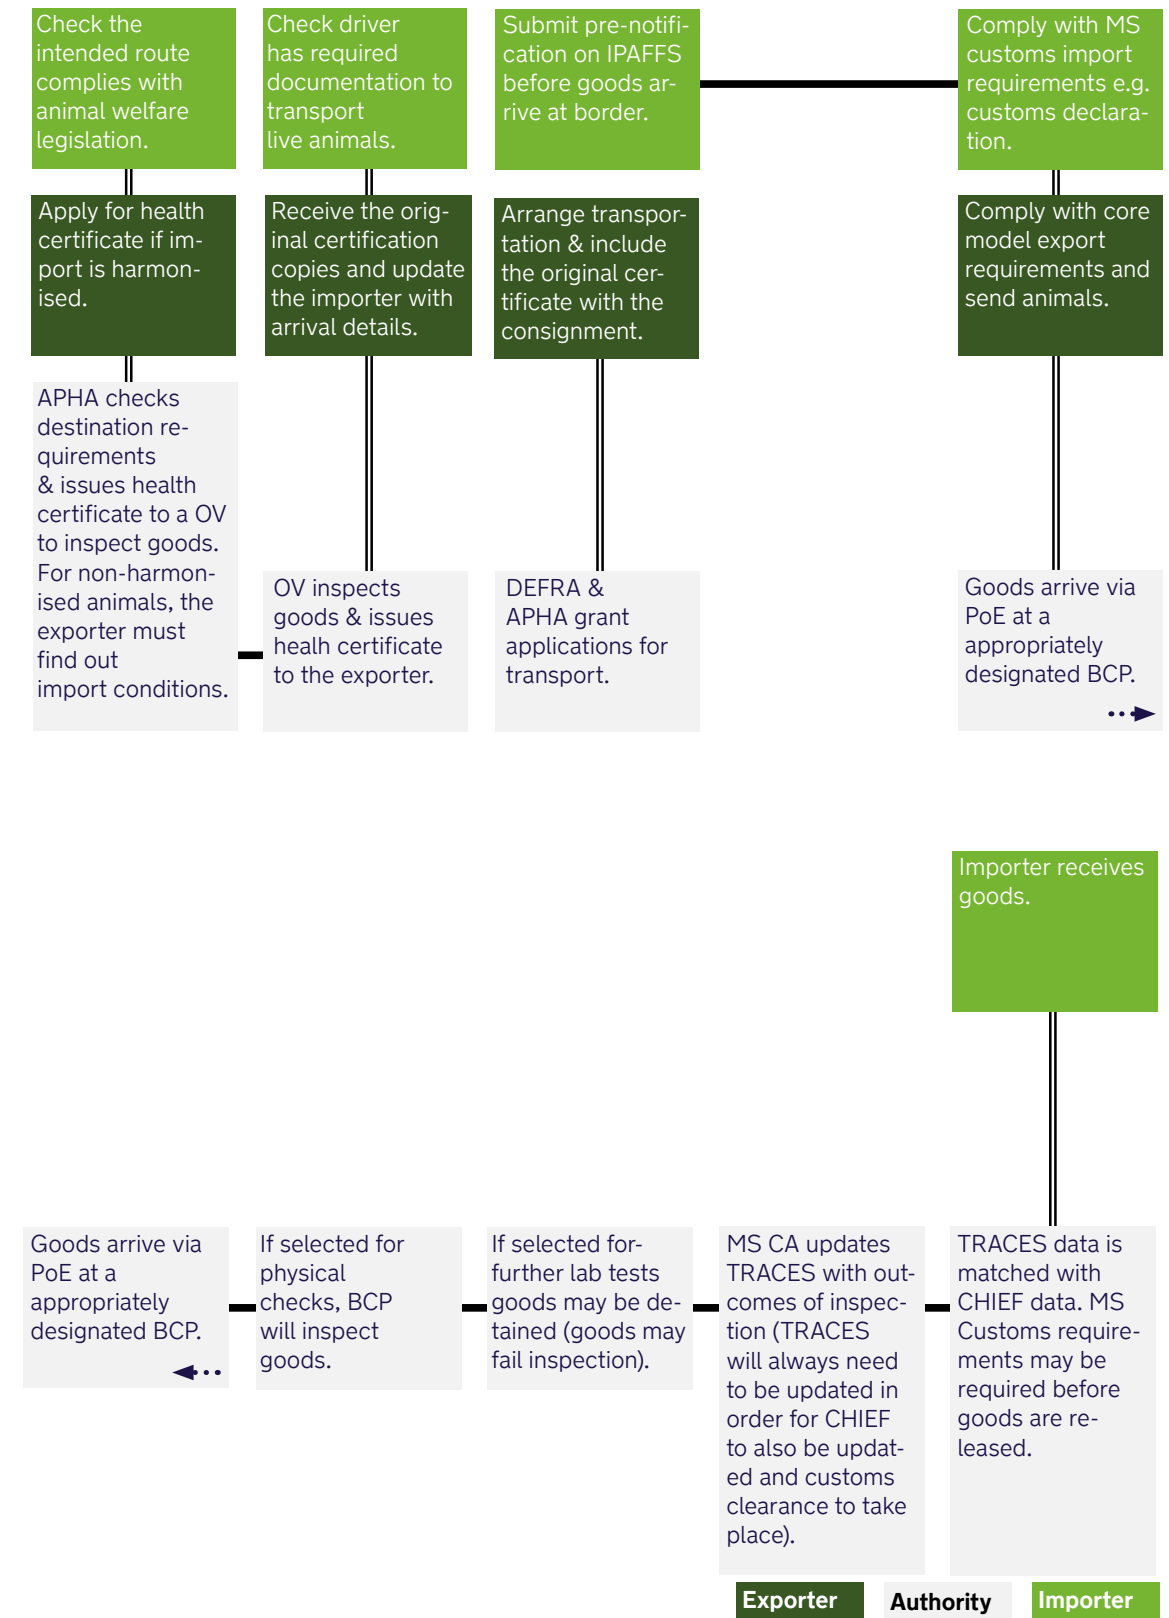 Check the
intended route
complies with
animal welfare
legislation.
Check driver
has required
documentation to
transport
live animals.
Submit pre-notifi-
cation on IPAFFS
before goods ar-
rive at border.
Comply with MS
customs import
requirements e.g.
customs declara-
tion.
Apply for health
certificate if im-
port is harmon-
ised.
Receive the orig-
inal certification
copies and update
the importer with
arrival details.
Arrange transpor-
tation & include
the original cer-
tificate with the
consignment.
Comply with core
model export
requirements and
send animals.
APHA checks
destination re-
quirements
& issues health
certificate to a OV
to inspect goods.
For non-harmon-
ised animals, the
exporter must
find out
import conditions.
OV inspects
goods & issues
healh certificate
to the exporter.
DEFRA &
APHA grant
applications for
transport.
Goods arrive via
PoE at a
appropriately
designated BCP.
Importer receives
goods.
Goods arrive via
PoE at a
appropriately
designated BCP.
If selected for
physical
checks, BCP
will inspect
goods.
If selected for-
further lab tests
goods may be de-
tained (goods may
fail inspection).
MS CA updates
TRACES with out-
comes of inspec-
tion (TRACES
will always need
to be updated in
order for CHIEF
to also be updat-
ed and customs
clearance to take
place).
TRACES data is
matched with
CHIEF data. MS
Customs require-
ments may be
required before
goods are re-
leased.
Exporter
Authority
Importer